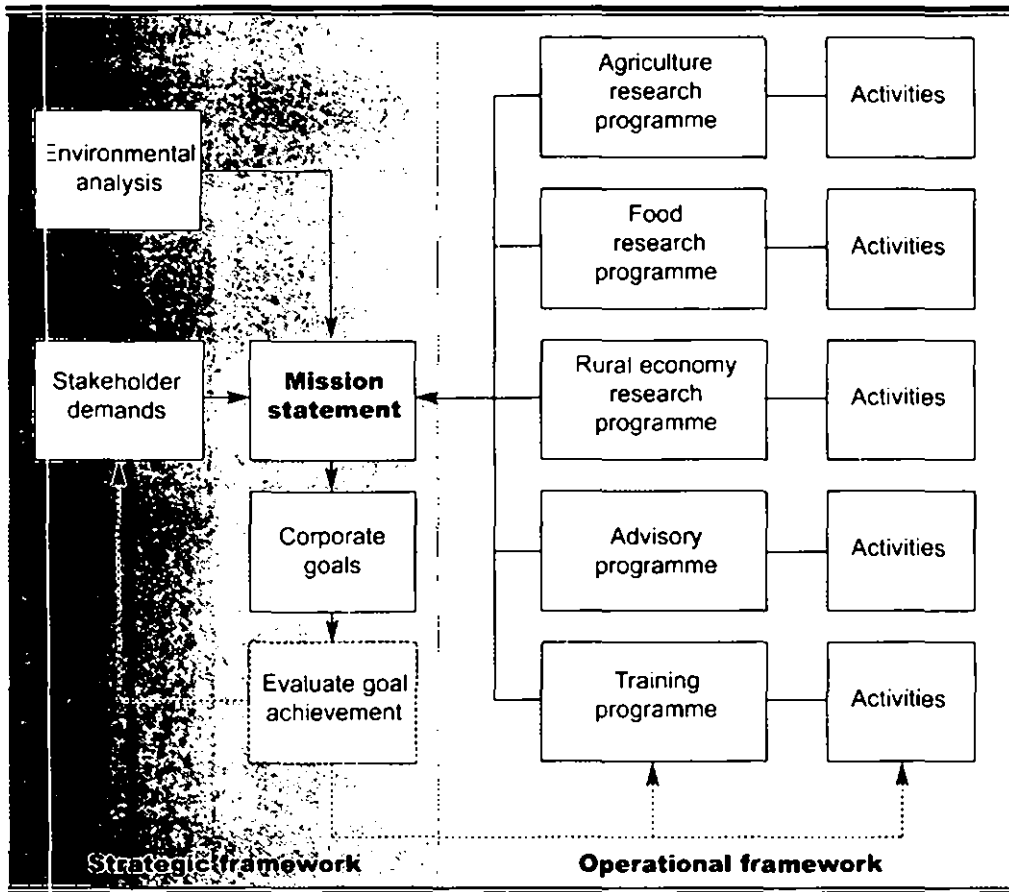 Environmental
analysis
Stakeholder
demands
Mission
statement
Corporate
goals
Evaluate goal
achievement
Strategic framework
Agriculture
research
programme
Activities
Food
research
programme
Activities
Rural economy
research
programme
Activities
Advisory
programme
Activities
Training
programme
Activities
Operational framework